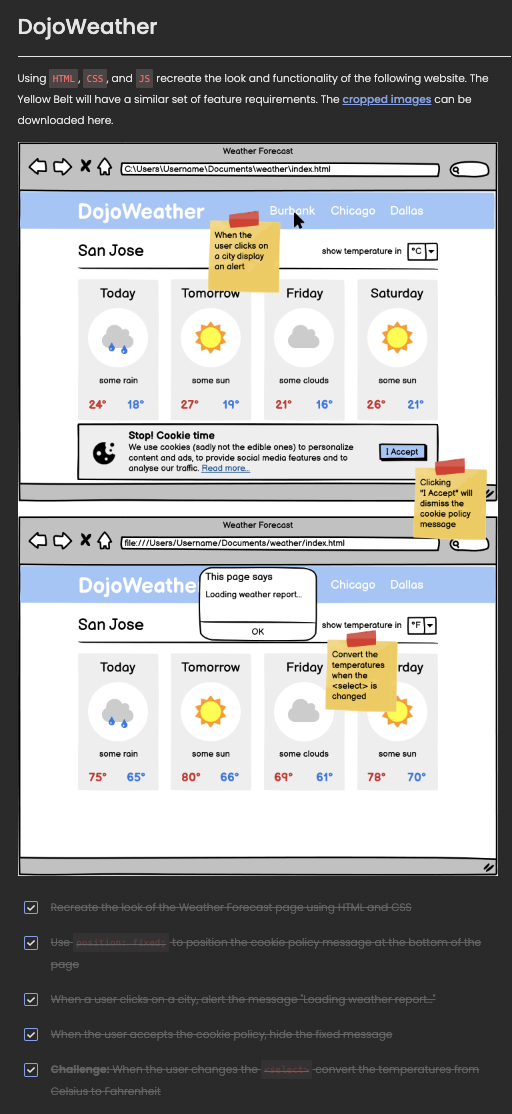 DojoWeather
Using HTML, CSS, and JS recreate the look and functionality of the following website. The
Yellow Belt will have a similar set of feature requirements. The cropped images can be
downloaded here.
Weather Forecast
C:\Users\Username\Documents\weather\index.html
DojoWeather Burbank Chicago Dallas
When the
user clicks on
a city display
an alert
San Jose show temperature in °C
Today Tomorrow Friday Saturday
some rain some sun some clouds some sun
24° 18° 27° 19° 21° 16° 26° 21°
Stop! Cookie time
We use cookies (sadly not the edible ones) to personalize
content and ads, to provide social media features and to
analyse our traffic. Read more...
I Accept
Clicking
"I Accept" will
dismiss the
cookie policy
message
Weather Forecast
file:///Users/Username/Documents/weather/index.html
DojoWeather Chicago Dallas
This page says
Loading weather report...
OK
San Jose show temperature in °F
Convert the
temperatures
when the
<select> is
changed
Today Tomorrow Friday rday
some rain some sun some clouds some sun
75° 65° 80° 66° 69° 61° 78° 70°
Recreate the look of the Weather Forecast page using HTML and CSS
Use position: fixed; to position the cookie policy message at the bottom of the
page
When a user clicks on a city, alert the message "Loading weather report..."
When the user accepts the cookie policy, hide the fixed message
Challenge: When the user changes the <select> convert the temperatures from
Celsius to Fahrenheit